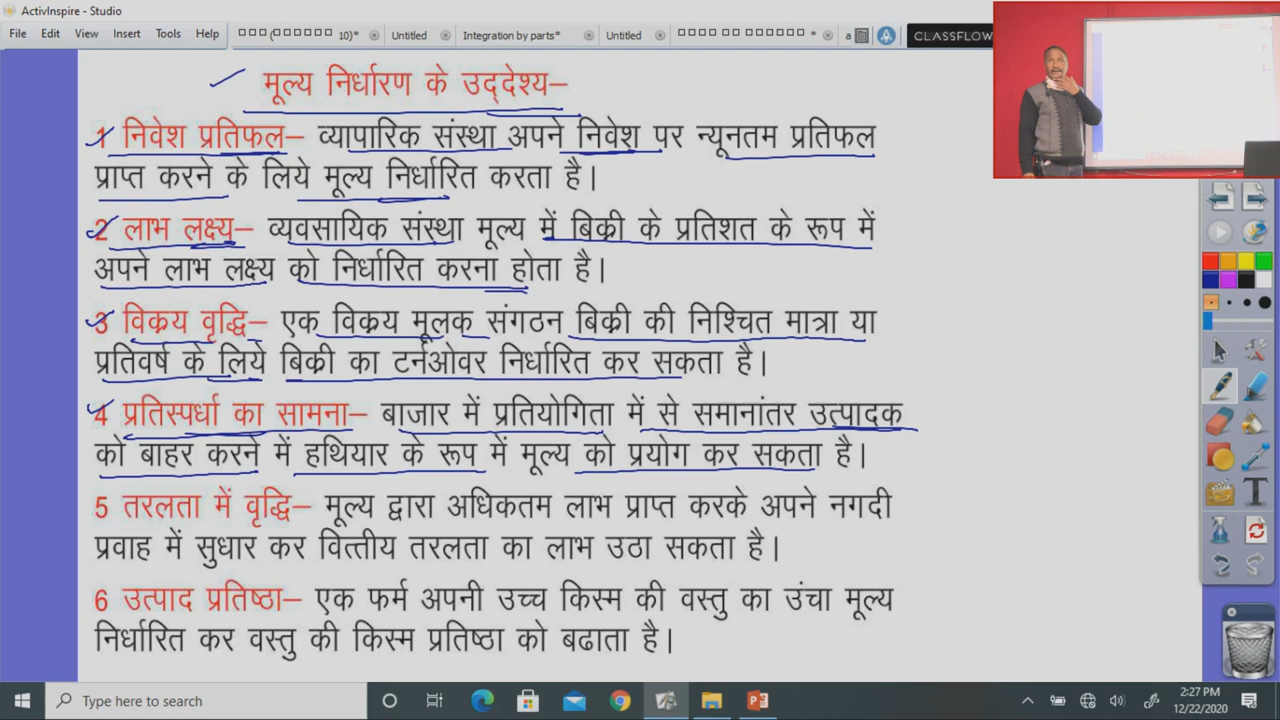 ActivInspire - Studio
File Edit View Insert Tools Help
10)* Untitled Integration by parts* Untitled * a CLASSFLOW
मूल्य निर्धारण के उद्देश्य–
1 निवेश प्रतिफल– व्यापारिक संस्था अपने निवेश पर न्यूनतम प्रतिफल
प्राप्त करने के लिये मूल्य निर्धारित करता है।
2 लाभ लक्ष्य– व्यवसायिक संस्था मूल्य में बिक्री के प्रतिशत के रूप में
अपने लाभ लक्ष्य को निर्धारित करना होता है।
3 विक्रय वृद्धि– एक विक्रय मूलक संगठन बिक्री की निश्चित मात्रा या
प्रतिवर्ष के लिये बिक्री का टर्नओवर निर्धारित कर सकता है।
4 प्रतिस्पर्धा का सामना– बाजार में प्रतियोगिता में से समानांतर उत्पादक
को बाहर करने में हथियार के रूप में मूल्य को प्रयोग कर सकता है।
5 तरलता में वृद्धि– मूल्य द्वारा अधिकतम लाभ प्राप्त करके अपने नगदी
प्रवाह में सुधार कर वित्तीय तरलता का लाभ उठा सकता है।
6 उत्पाद प्रतिष्ठा– एक फर्म अपनी उच्च किस्म की वस्तु का उंचा मूल्य
निर्धारित कर वस्तु की किस्म प्रतिष्ठा को बढाता है।
Type here to search
2:27 PM
12/22/2020